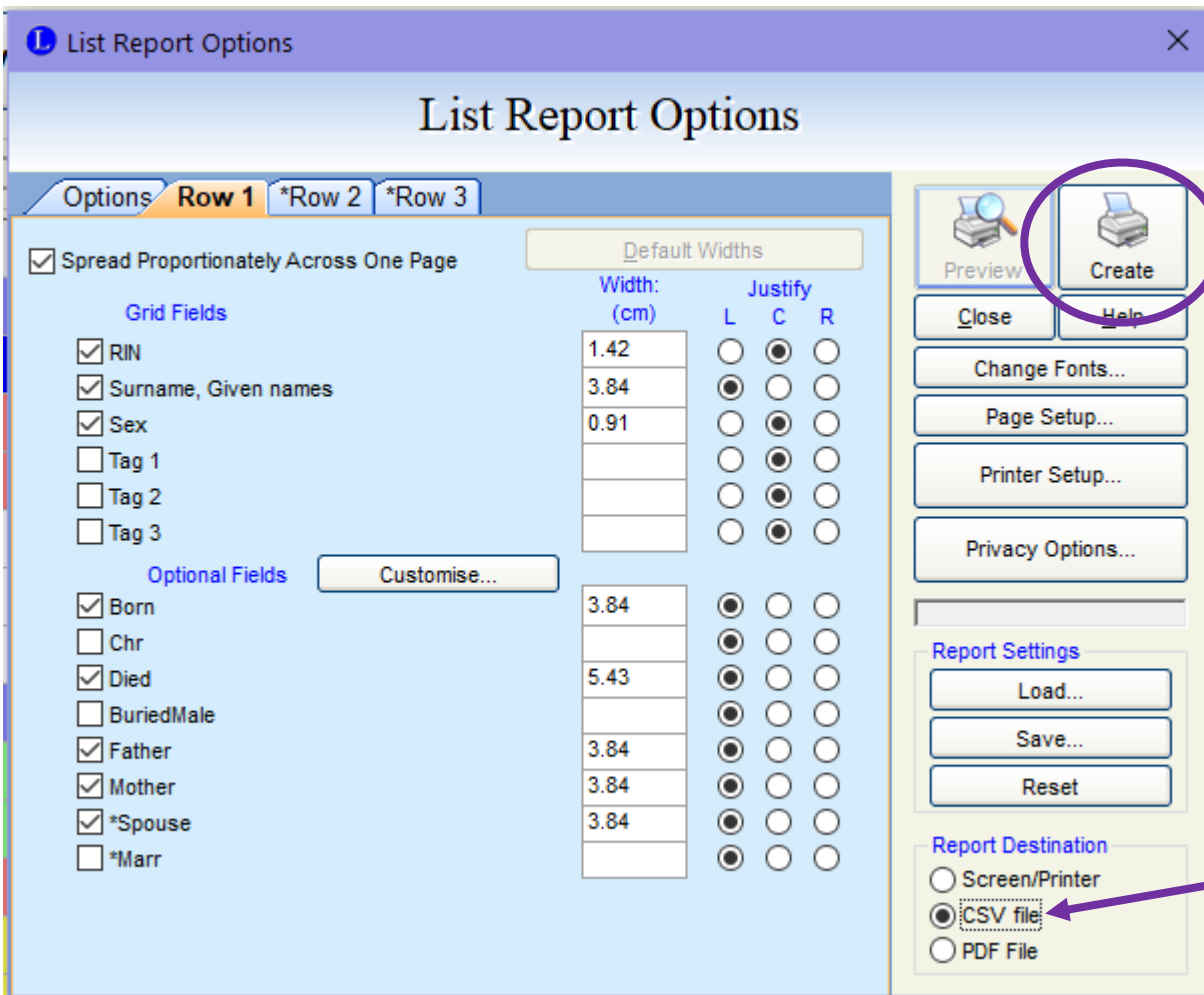 L List Report Options
List Report Options
Options Row 1 *Row 2 *Row 3
Spread Proportionately Across One Page Default Widths
Grid Fields Width: (cm) Justify L C R
RIN 1.42
Surname, Given names 3.84
Sex 0.91
Tag 1
Tag 2
Tag 3
Optional Fields Customise...
Born 3.84
Chr
Died 5.43
BuriedMale
Father 3.84
Mother 3.84
*Spouse 3.84
*Marr
Preview Create
Close Help
Change Fonts...
Page Setup...
Printer Setup...
Privacy Options...
Report Settings
Load...
Save...
Reset
Report Destination
Screen/Printer
CSV file
PDF File